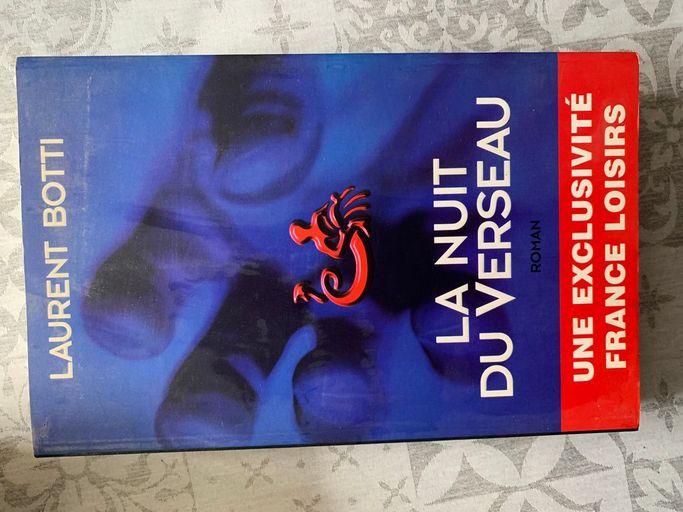 LAURENT BOTTI
LA NUIT
DU VERSEAU
ROMAN
UNE EXCLUSIVITÉ
FRANCE LOISIRS